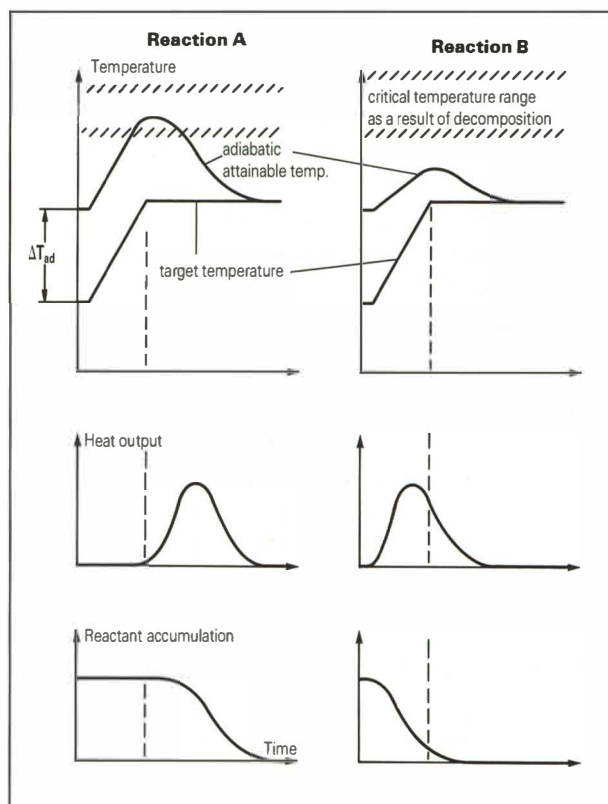 Reaction A
Reaction B
Temperature
critical temperature range
as a result of decomposition
adiabatic
attainable temp.
ΔTad
target temperature
Heat output
Reactant accumulation
Time